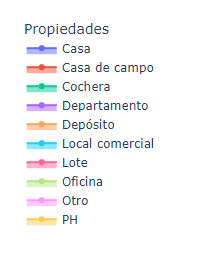 Propiedades
Casa
Casa de campo
Cochera
Departamento
Depósito
Local comercial
Lote
Oficina
Otro
PH